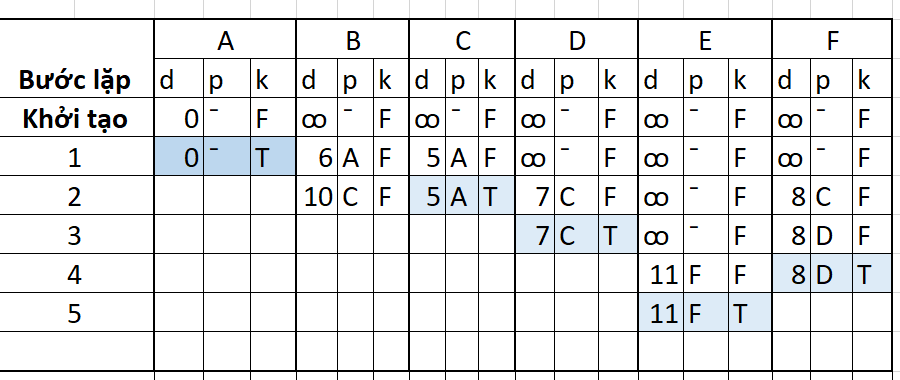 A B C D E F
Bước lặp d p k d p k d p k d p k d p k d p k
Khởi tạo 0 - F ∞ - F ∞ - F ∞ - F ∞ - F ∞ - F
1 0 - T 6 A F 5 A F ∞ - F ∞ - F ∞ - F
2 10 C F 5 A T 7 C F ∞ - F 8 C F
3 7 C T ∞ - F 8 D F
4 11 F F 8 D T
5 11 F T